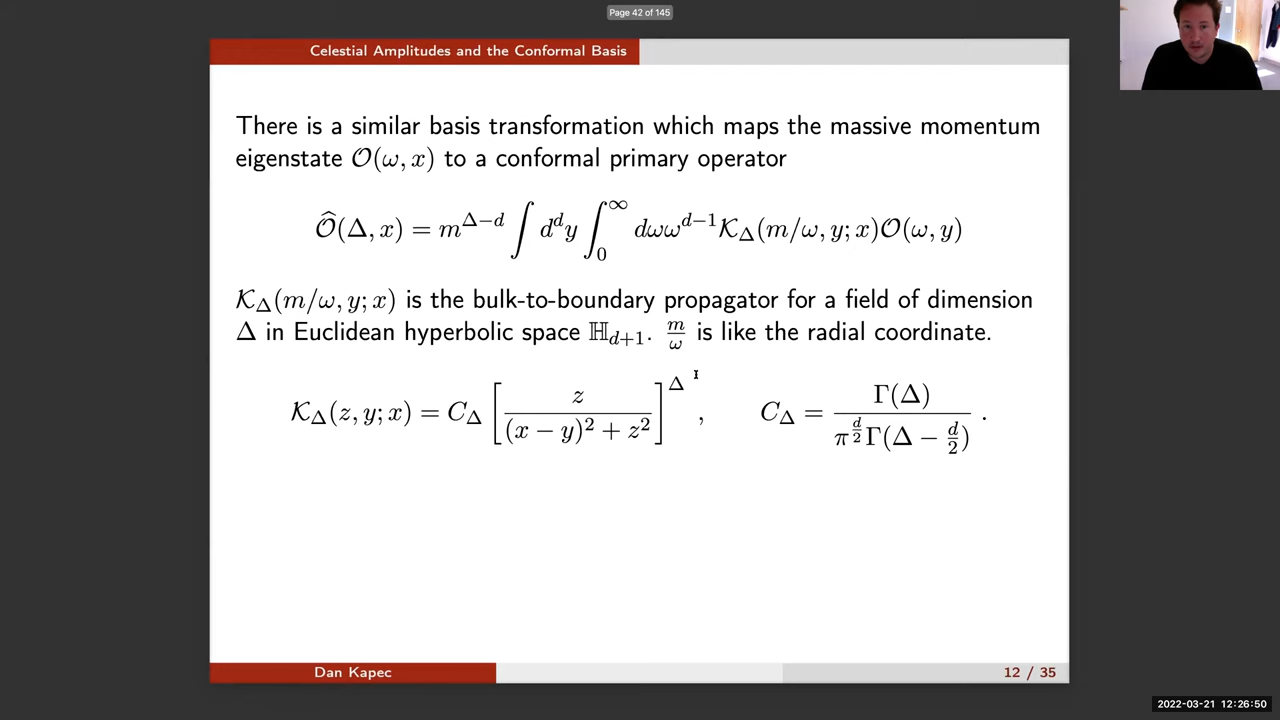 Page 42 of 145
Celestial Amplitudes and the Conformal Basis
There is a similar basis transformation which maps the massive momentum
eigenstate 𝒪(ω, x) to a conformal primary operator
𝒪̂(Δ, x) = m^{Δ−d} ∫ d^d y ∫_0^∞ dωω^{d−1} 𝒦_Δ(m/ω, y; x)𝒪(ω, y)
𝒦_Δ(m/ω, y; x) is the bulk-to-boundary propagator for a field of dimension
Δ in Euclidean hyperbolic space ℍ_{d+1}. m/ω is like the radial coordinate.
𝒦_Δ(z, y; x) = C_Δ [ z / ((x − y)^2 + z^2) ]^Δ , C_Δ = Γ(Δ) / (π^{d/2} Γ(Δ − d/2)) .
Dan Kapec
12 / 35
2022-03-21 12:26:50